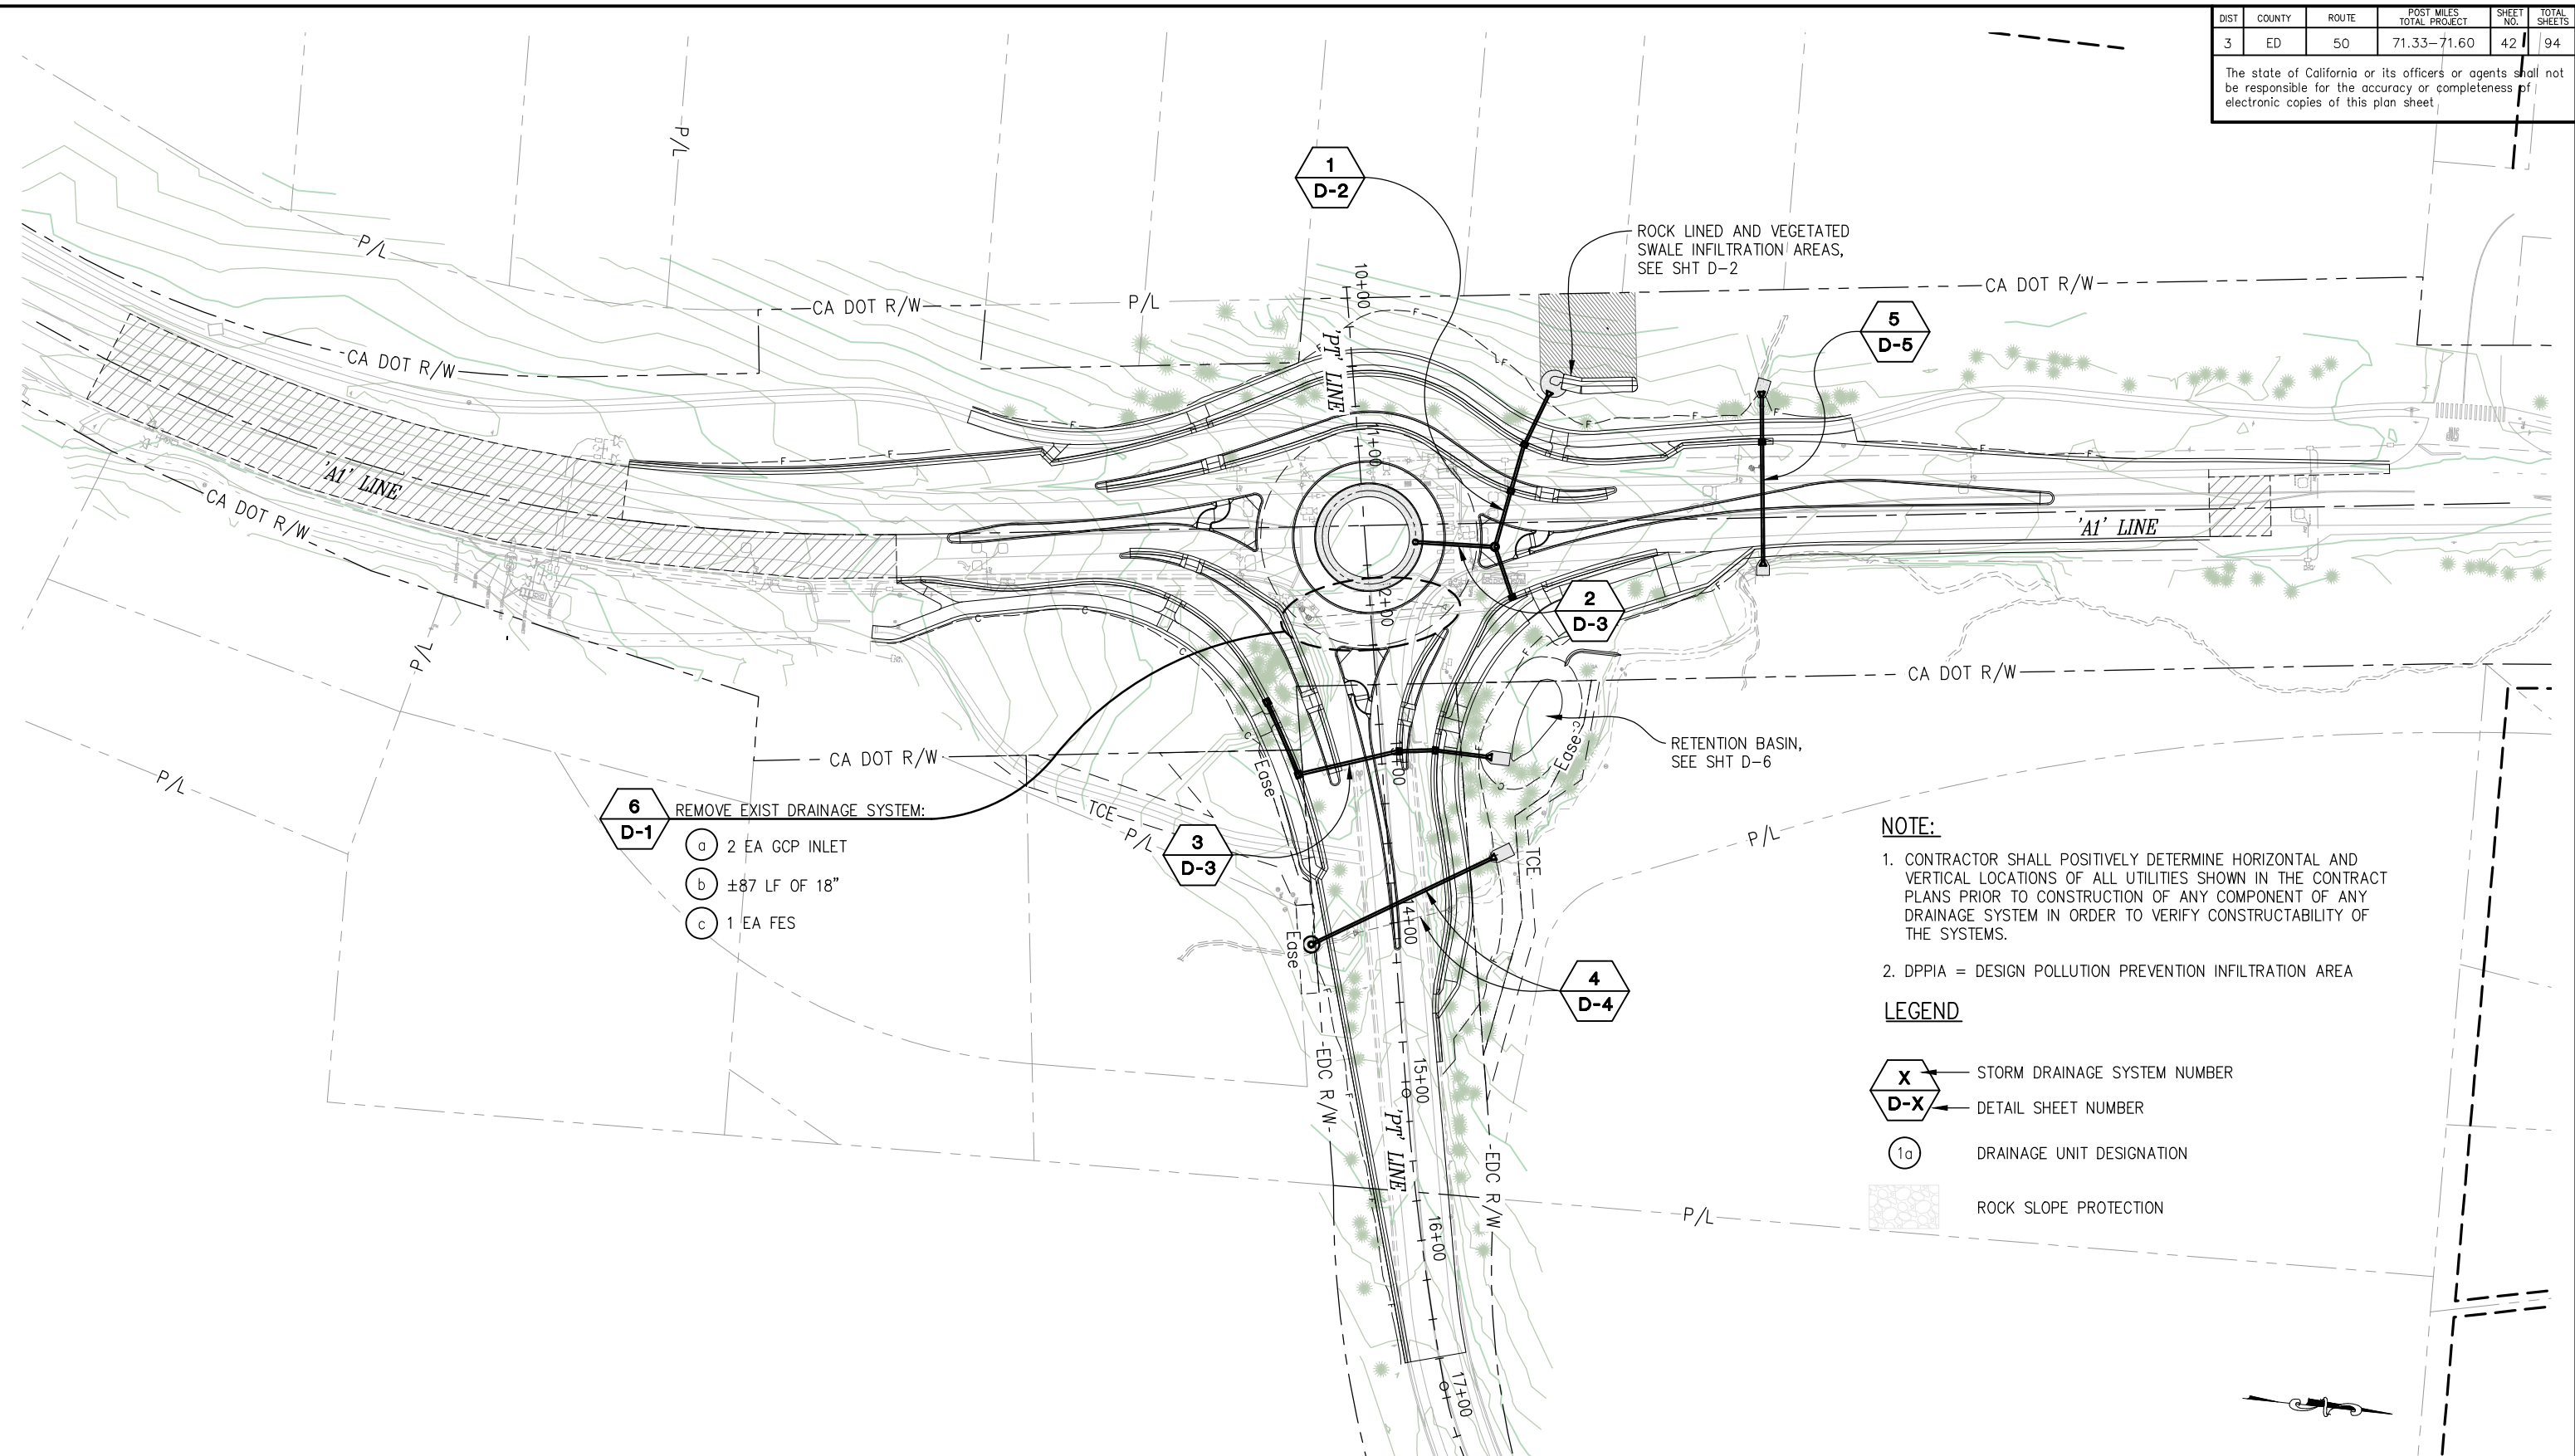 DIST COUNTY ROUTE POST MILES TOTAL PROJECT SHEET NO. TOTAL SHEETS
3 ED 50 71.33-71.60 42 94
The state of California or its officers or agents shall not
be responsible for the accuracy or completeness of
electronic copies of this plan sheet
P/L
1
D-2
ROCK LINED AND VEGETATED
SWALE INFILTRATION AREAS,
SEE SHT D-2
P/L
CA DOT R/W
P/L
10+00
CA DOT R/W
5
D-5
CA DOT R/W
'PT' LINE
11+00
'A1' LINE
CA DOT R/W
'A1' LINE
12+00
2
D-3
P/L
CA DOT R/W
RETENTION BASIN,
SEE SHT D-6
CA DOT R/W
Ease
Ease
P/L
6
D-1
REMOVE EXIST DRAINAGE SYSTEM:
a 2 EA GCP INLET
b ±87 LF OF 18"
c 1 EA FES
TCE
P/L
3
D-3
TCE
P/L
NOTE:
1. CONTRACTOR SHALL POSITIVELY DETERMINE HORIZONTAL AND
VERTICAL LOCATIONS OF ALL UTILITIES SHOWN IN THE CONTRACT
PLANS PRIOR TO CONSTRUCTION OF ANY COMPONENT OF ANY
DRAINAGE SYSTEM IN ORDER TO VERIFY CONSTRUCTABILITY OF
THE SYSTEMS.
2. DPPIA = DESIGN POLLUTION PREVENTION INFILTRATION AREA
14+00
Ease
4
D-4
LEGEND
X
D-X
STORM DRAINAGE SYSTEM NUMBER
DETAIL SHEET NUMBER
1a DRAINAGE UNIT DESIGNATION
ROCK SLOPE PROTECTION
EDC R/W
15+00
'PT' LINE
EDC R/W
P/L
16+00
17+00